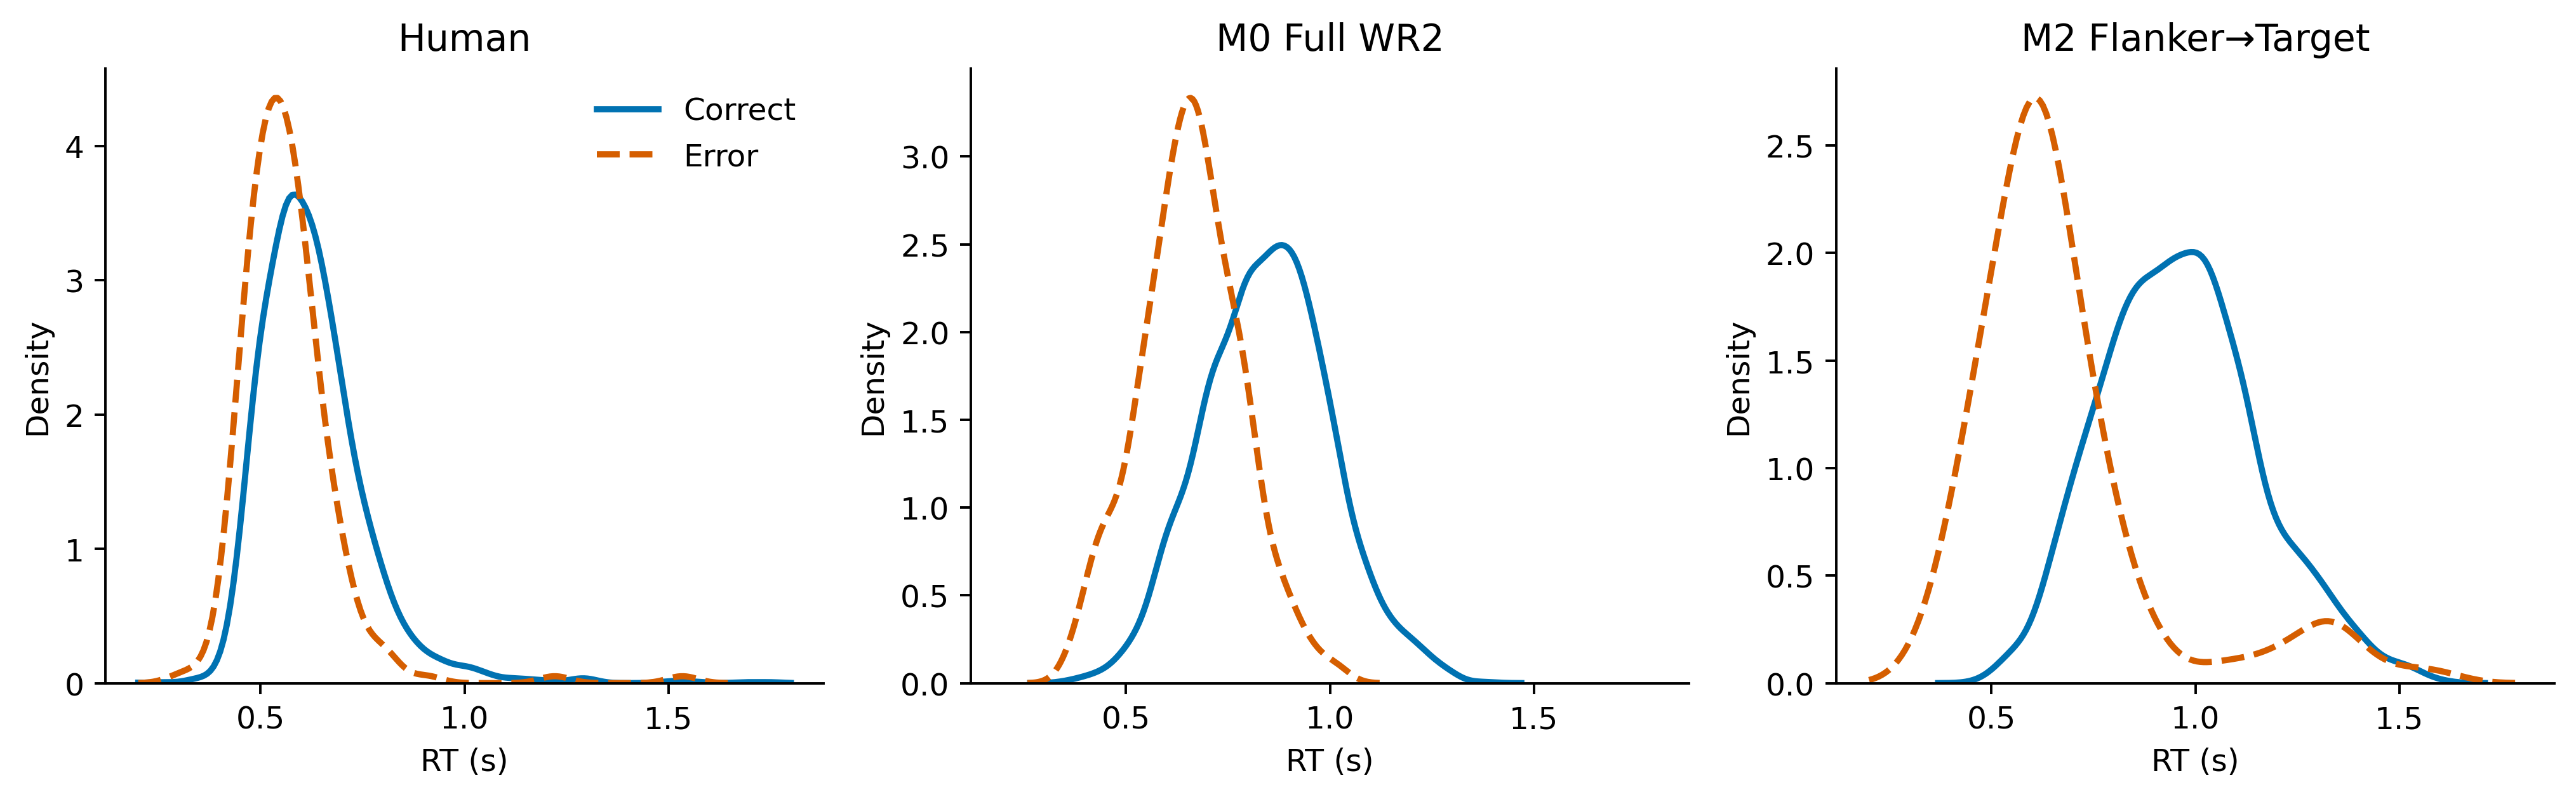 Human
Correct
Error
4
3
2
1
0
Density
0.5 1.0 1.5
RT (s)
M0 Full WR2
3.0
2.5
2.0
1.5
1.0
0.5
0.0
Density
0.5 1.0 1.5
RT (s)
M2 Flanker→Target
2.5
2.0
1.5
1.0
0.5
0.0
Density
0.5 1.0 1.5
RT (s)